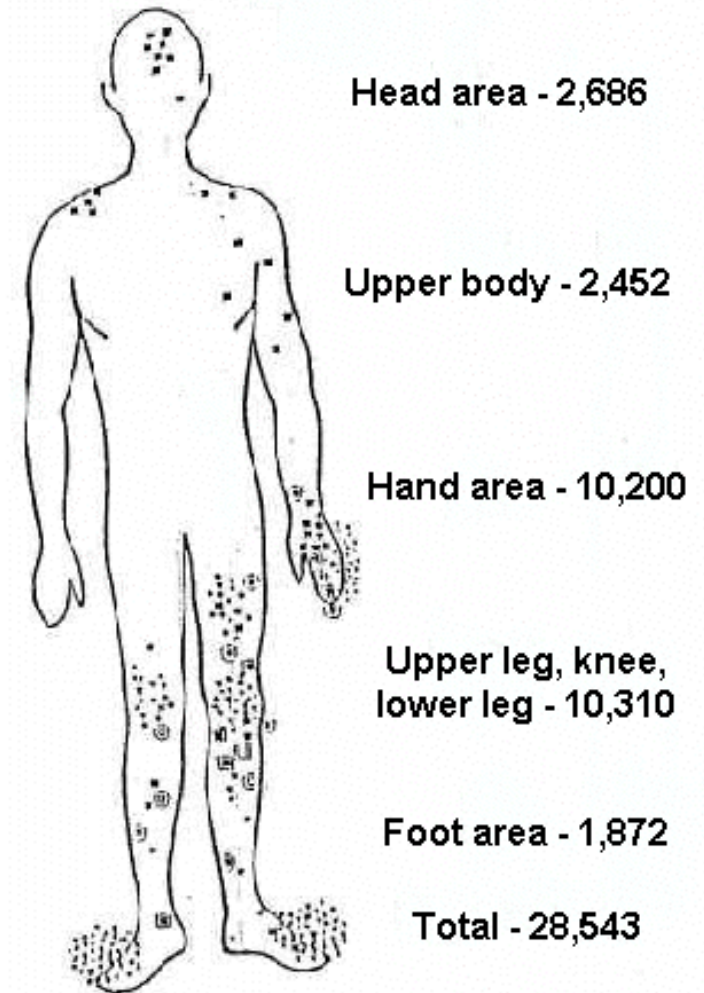 Head area - 2,686
Upper body - 2,452
Hand area - 10,200
Upper leg, knee,
lower leg - 10,310
Foot area - 1,872
Total - 28,543